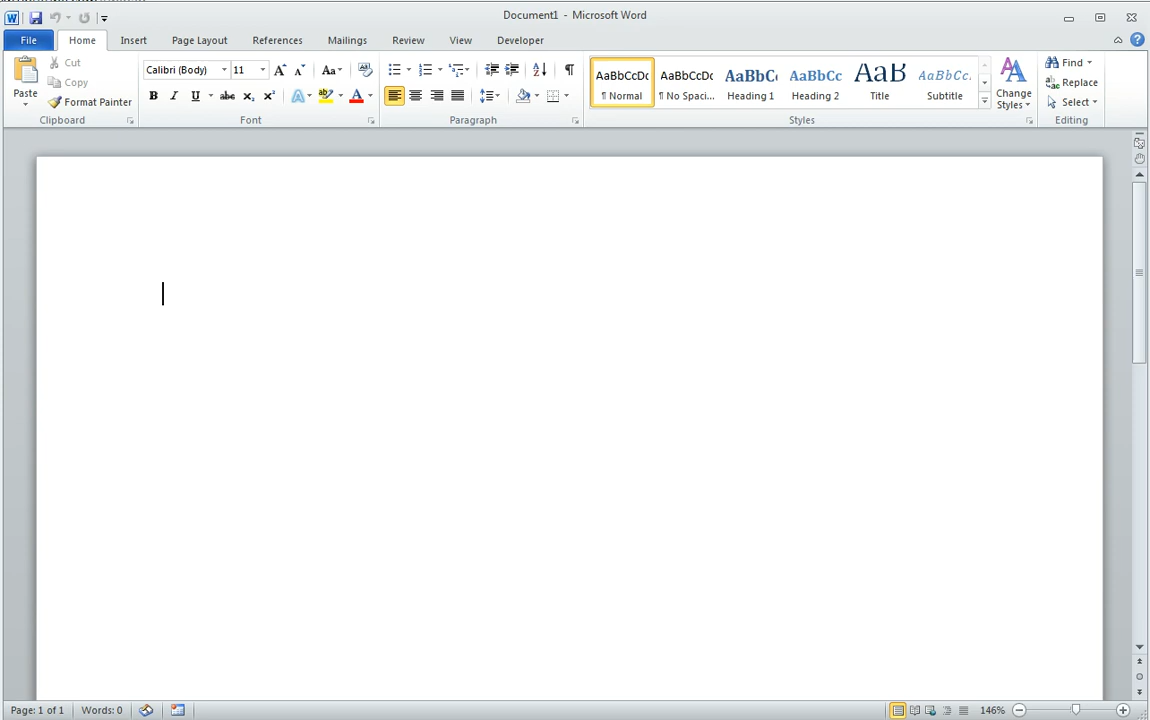 Document1 - Microsoft Word
File Home Insert Page Layout References Mailings Review View Developer
Paste
Cut
Copy
Format Painter
Clipboard
Calibri (Body) 11
Font
Paragraph
AaBbCcDc AaBbCcDc AaBbC AaBbCc AaB AaBbCc.
¶ Normal ¶ No Spaci... Heading 1 Heading 2 Title Subtitle
Change
Styles
Styles
Find
Replace
Select
Editing
Page: 1 of 1 Words: 0 146%